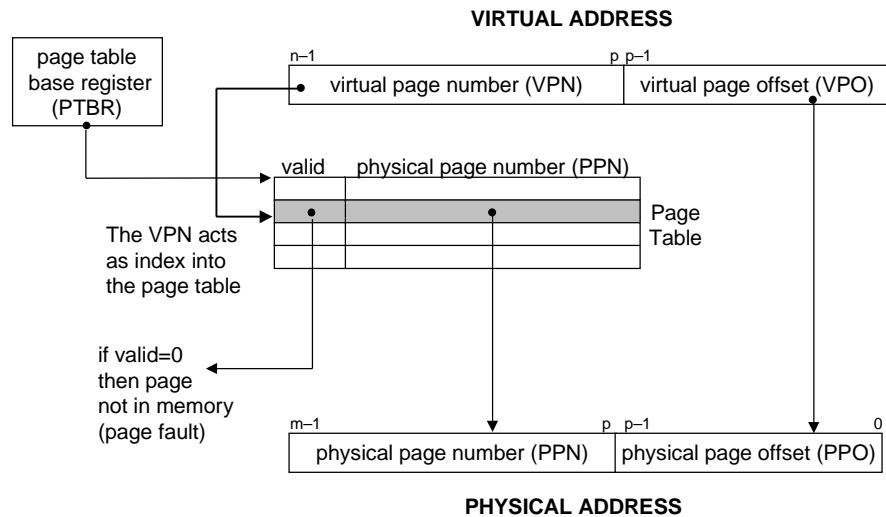 VIRTUAL ADDRESS
page table
base register
(PTBR)
n–1 p p–1
virtual page number (VPN) virtual page offset (VPO)
valid physical page number (PPN)
Page
Table
The VPN acts
as index into
the page table
if valid=0
then page
not in memory
(page fault)
m–1 p p–1 0
physical page number (PPN) physical page offset (PPO)
PHYSICAL ADDRESS